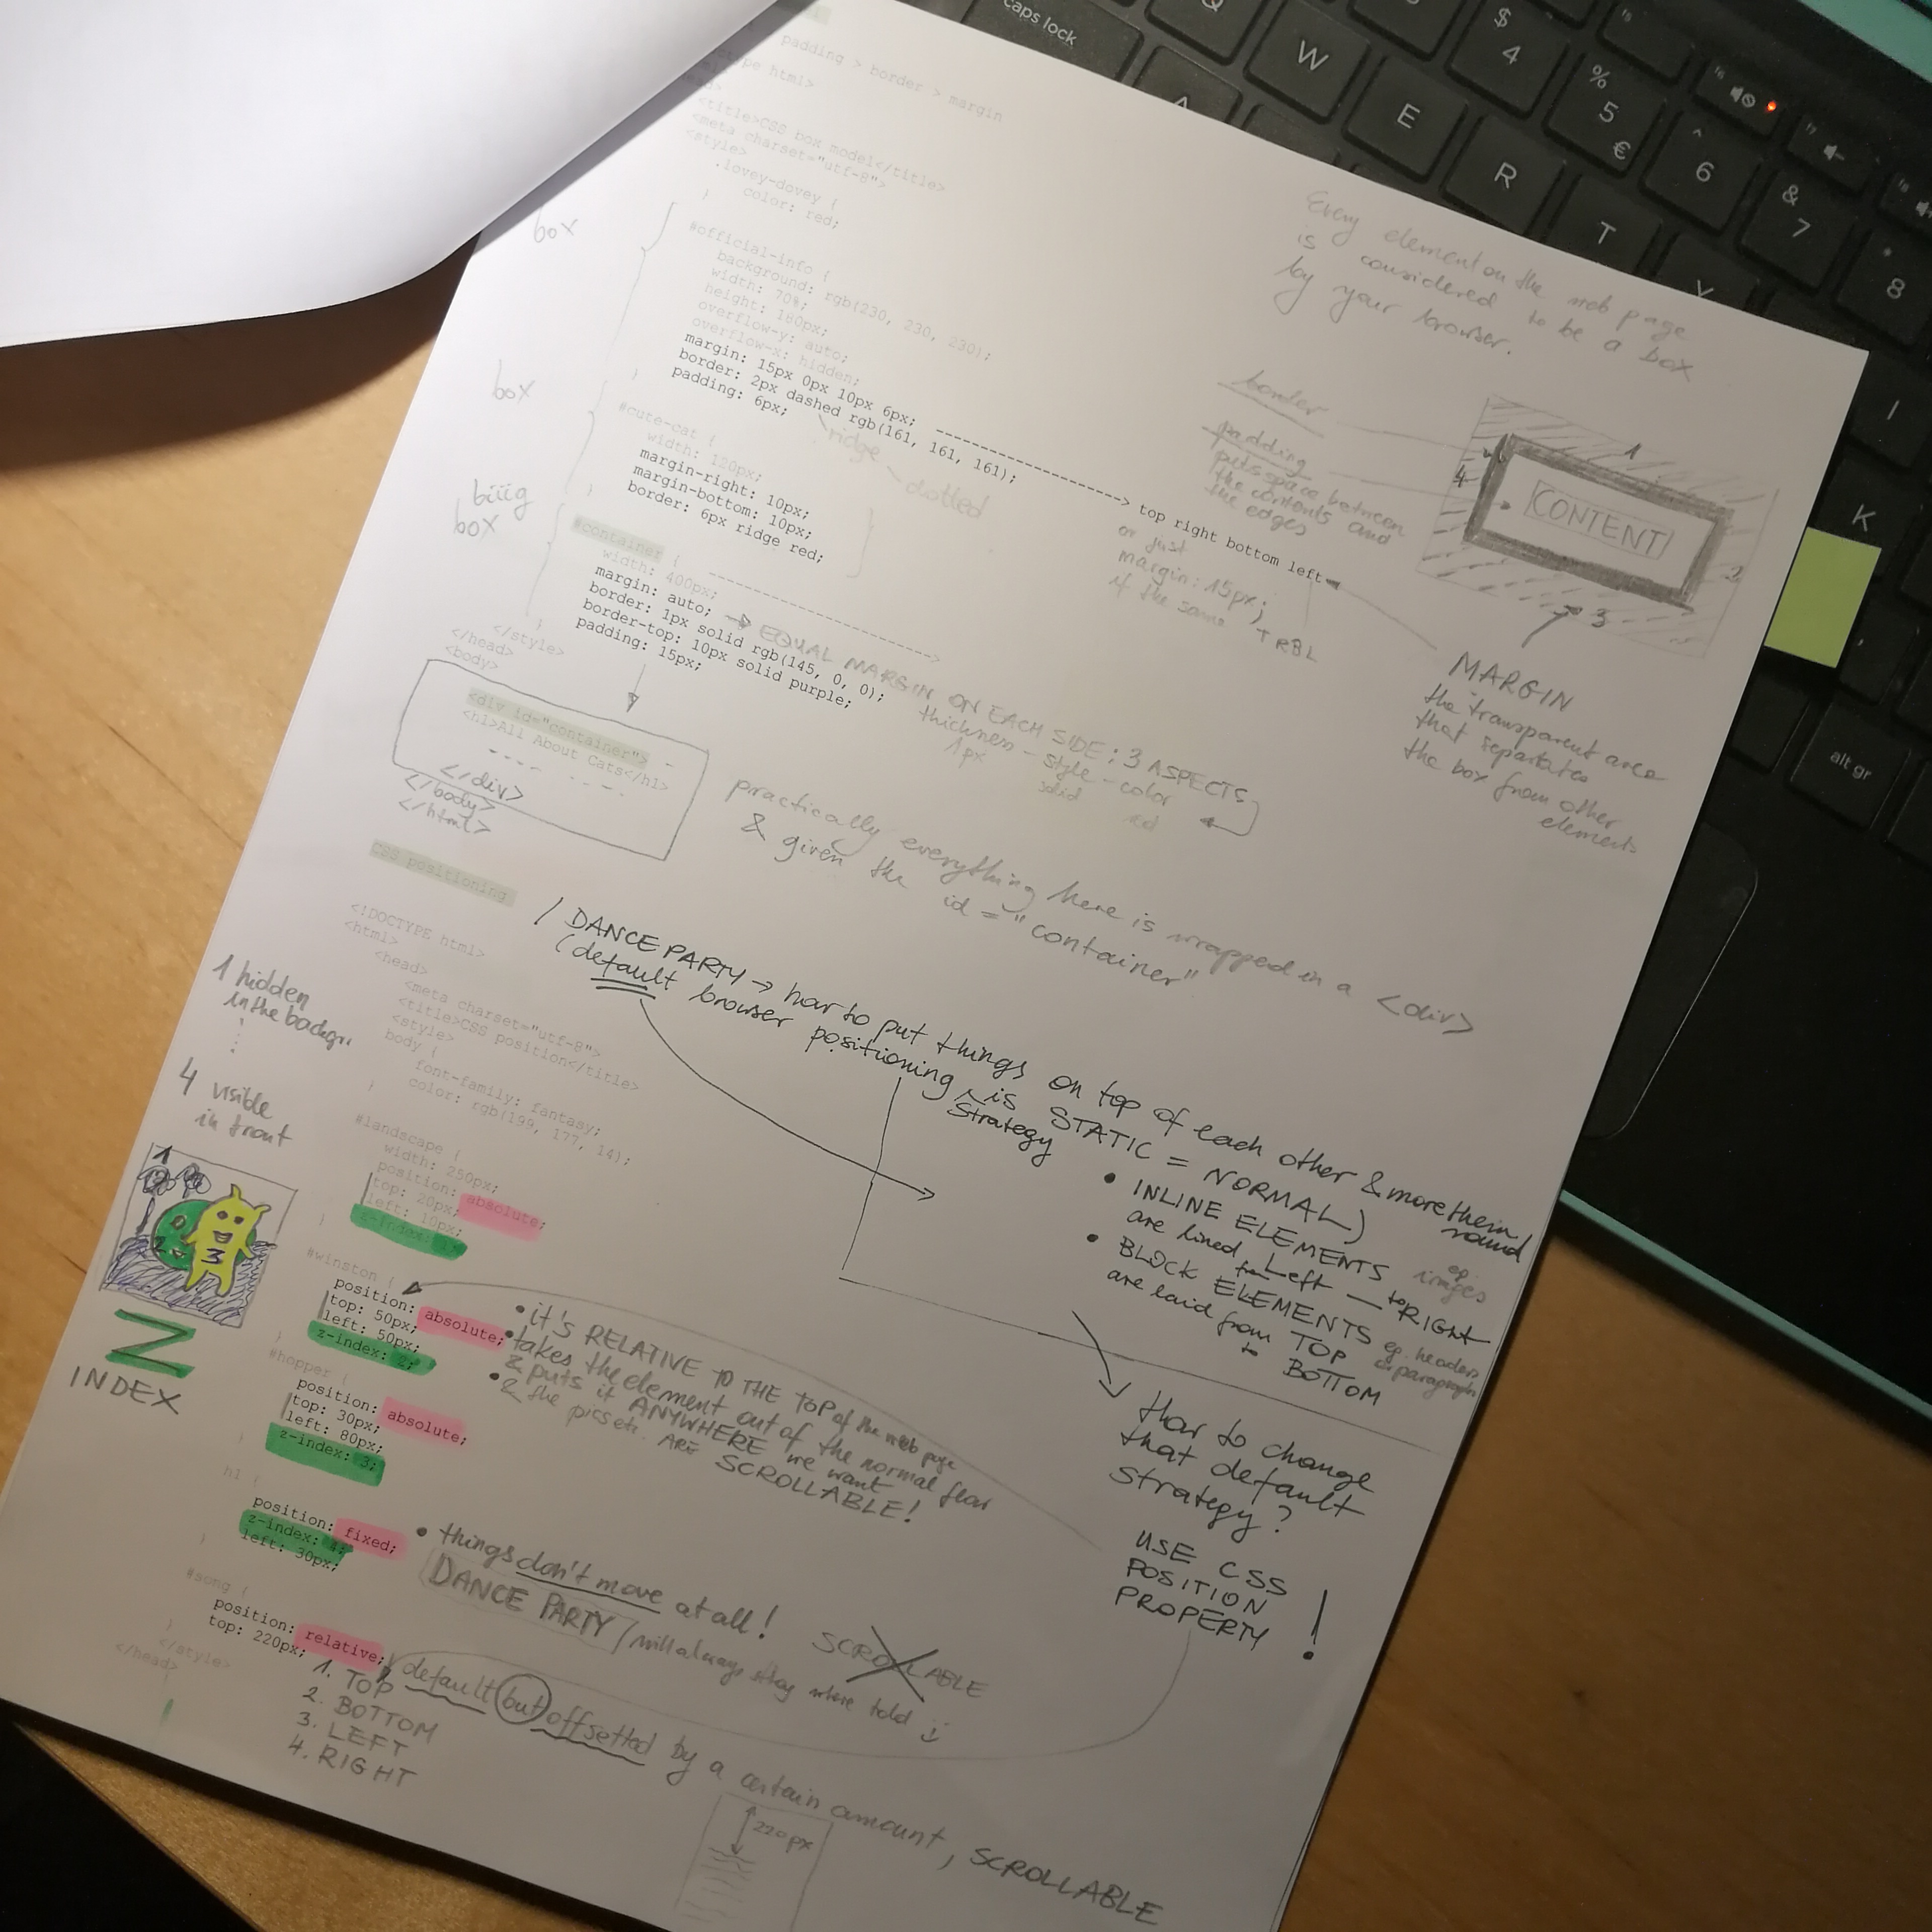 padding > border > margin
<title>CSS box model</title>
<meta charset="utf-8">
<style>
.lovey-dovey {
color: red;
}
box
#official-info {
background: rgb(230, 230, 230);
width: 70%;
height: 160px;
overflow-y: auto;
overflow-x: hidden;
margin: 15px 0px 10px 6px;
border: 2px dashed rgb(161, 161, 161);
padding: 6px;
}
ridge
dotted
top right bottom left
or just
margin: 15px;
if the same
TRBL
box
#cute-cat {
width: 120px;
margin-right: 10px;
margin-bottom: 10px;
border: 6px ridge red;
}
biiig
box
#container {
width: 400px;
margin: auto;
border: 1px solid rgb(145, 0, 0);
border-top: 10px solid purple;
padding: 15px;
}
EQUAL MARGIN ON EACH SIDE; 3 ASPECTS
thickness - style - color
1px solid red
</style>
</head>
<body>
<div id="container">
<h1>All About Cats</h1>
</div>
</body>
</html>
Every element on the web page
is considered to be a box
by your browser.
border
padding
puts space between
the contents and
the edges
CONTENT
1
2
3
4
MARGIN
the transparent area
that separtates
the box from other
elements
practically everything here is wrapped in a <div>
& given the id = "container"
CSS positioning
<!DOCTYPE html>
<html>
<head>
<meta charset="utf-8">
<title>CSS position</title>
<style>
body {
font-family: fantasy;
color: rgb(199, 177, 14);
}
/ DANCE PARTY → how to put things on top of each other & move them round /
(default browser positioning is STATIC = NORMAL)
strategy
• INLINE ELEMENTS eg. images
are lined from Left — to RIGHT
• BLOCK ELEMENTS eg. headers or paragraph
are laid from TOP
to BOTTOM
How to change
that default
strategy?
USE CSS
POSITION
PROPERTY !
1 hidden
in the backgr.
4 visible
in front
1
2
3
Z
INDEX
#landscape {
width: 250px;
position: absolute;
top: 20px;
left: 10px;
z-index: 1;
}
#winston {
position: absolute;
top: 50px;
left: 50px;
z-index: 2;
}
• it's RELATIVE TO THE TOP of the web page
• takes the element out of the normal flow
& puts it ANYWHERE we want
• & the pics etc. ARE SCROLLABLE!
#hopper {
position: absolute;
top: 30px;
left: 80px;
z-index: 3;
}
h1 {
position: fixed;
z-index: 4;
left: 30px;
}
• things don't move at all!
DANCE PARTY / will always stay where told
SCROLLABLE
#song {
position: relative;
top: 220px;
}
</style>
</head>
default but offsetted by a certain amount, SCROLLABLE
1. TOP
2. BOTTOM
3. LEFT
4. RIGHT
220px
caps lock
Q
W
E
R
T
Y
A
$
4
%
5
€
^
6
&
7
*
8
I
K
alt gr